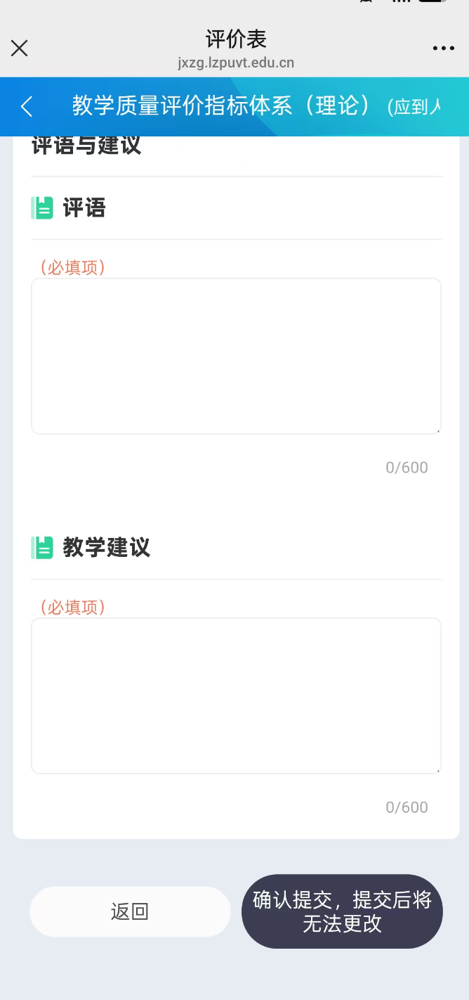 评价表
jxzg.lzpuvt.edu.cn
教学质量评价指标体系（理论）(应到人
评语与建议
评语
（必填项）
0/600
教学建议
（必填项）
0/600
返回
确认提交，提交后将
无法更改